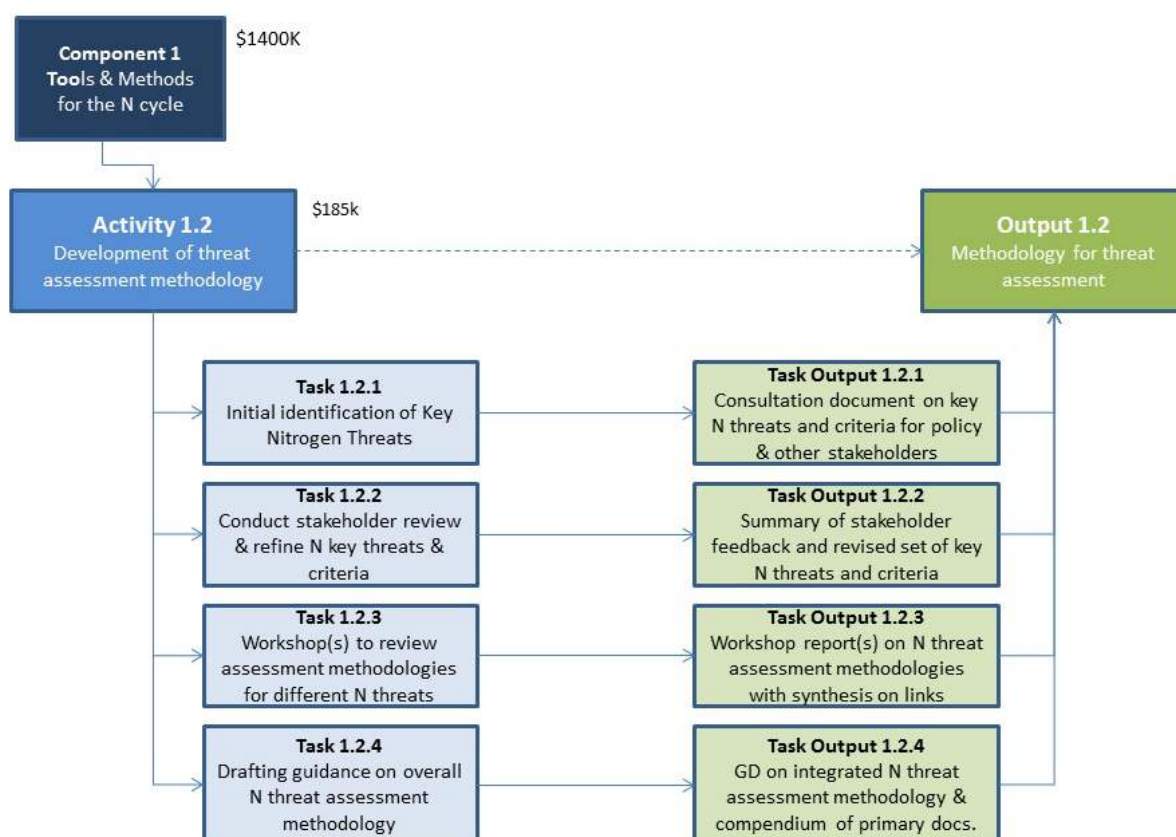 Component 1
Tools & Methods
for the N cycle
$1400K
Activity 1.2
Development of threat
assessment methodology
$185k
Output 1.2
Methodology for threat
assessment
Task 1.2.1
Initial identification of Key
Nitrogen Threats
Task Output 1.2.1
Consultation document on key
N threats and criteria for policy
& other stakeholders
Task 1.2.2
Conduct stakeholder review
& refine N key threats &
criteria
Task Output 1.2.2
Summary of stakeholder
feedback and revised set of key
N threats and criteria
Task 1.2.3
Workshop(s) to review
assessment methodologies
for different N threats
Task Output 1.2.3
Workshop report(s) on N threat
assessment methodologies
with synthesis on links
Task 1.2.4
Drafting guidance on overall
N threat assessment
methodology
Task Output 1.2.4
GD on integrated N threat
assessment methodology &
compendium of primary docs.